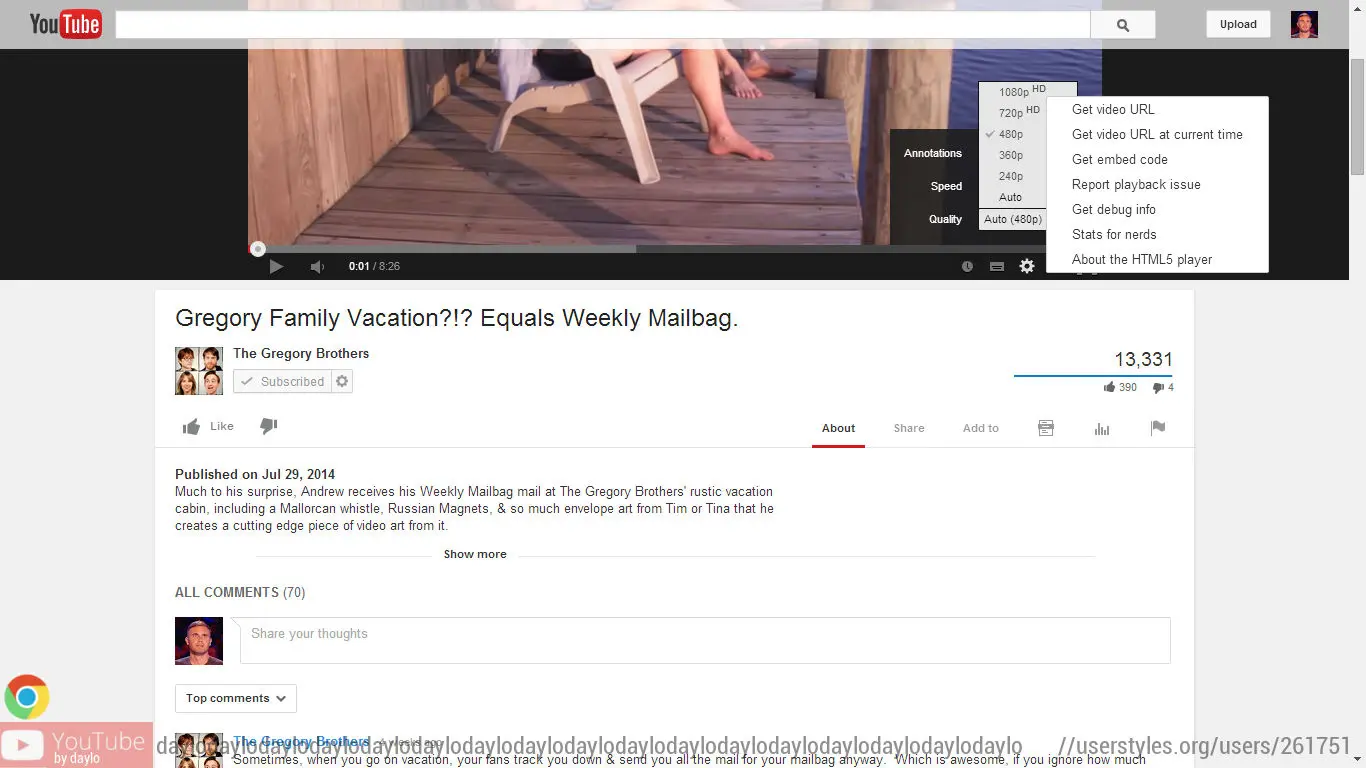 YouTube
Upload
1080p HD
720p HD
480p
360p
240p
Auto
Annotations
Speed
Quality
Auto (480p)
Get video URL
Get video URL at current time
Get embed code
Report playback issue
Get debug info
Stats for nerds
About the HTML5 player
0:01 / 8:26
Gregory Family Vacation?!? Equals Weekly Mailbag.
The Gregory Brothers
Subscribed
13,331
390 4
Like
About Share Add to
Published on Jul 29, 2014
Much to his surprise, Andrew receives his Weekly Mailbag mail at The Gregory Brothers' rustic vacation
cabin, including a Mallorcan whistle, Russian Magnets, & so much envelope art from Tim or Tina that he
creates a cutting edge piece of video art from it.
Show more
ALL COMMENTS (70)
Share your thoughts
Top comments
The Gregory Brothers 4 weeks ago
daylodaylodaylodaylodaylodaylodaylodaylodaylodaylodaylodaylodaylodaylodaylo //userstyles.org/users/261751
YouTube
by daylo
Sometimes, when you go on vacation, your fans track you down & send you all the mail for your mailbag anyway. Which is awesome, if you ignore how much